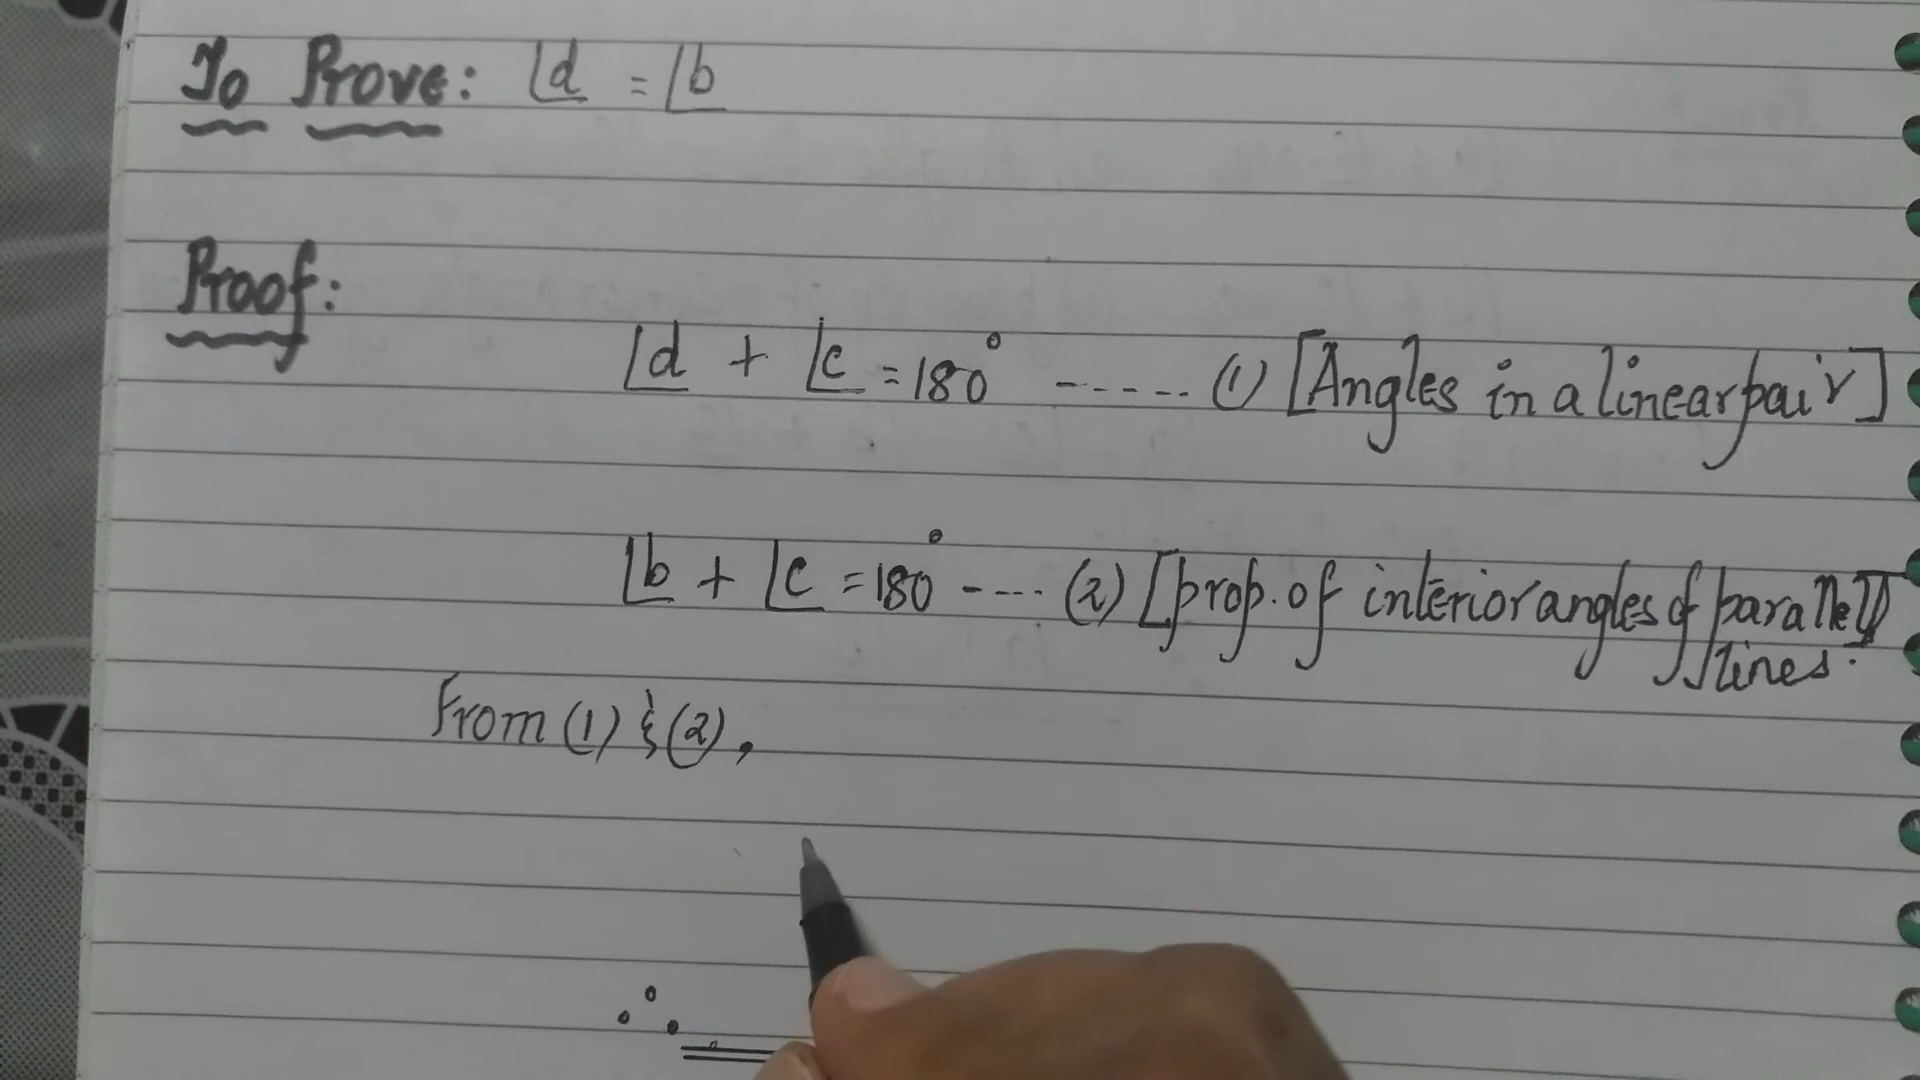 To Prove: ∠d = ∠b
Proof:
∠d + ∠c = 180° ----- (1) [Angles in a linear pair]
∠b + ∠c = 180° ---- (2) [prop. of interior angles of parallel]
lines.
From (1) & (2),
∴